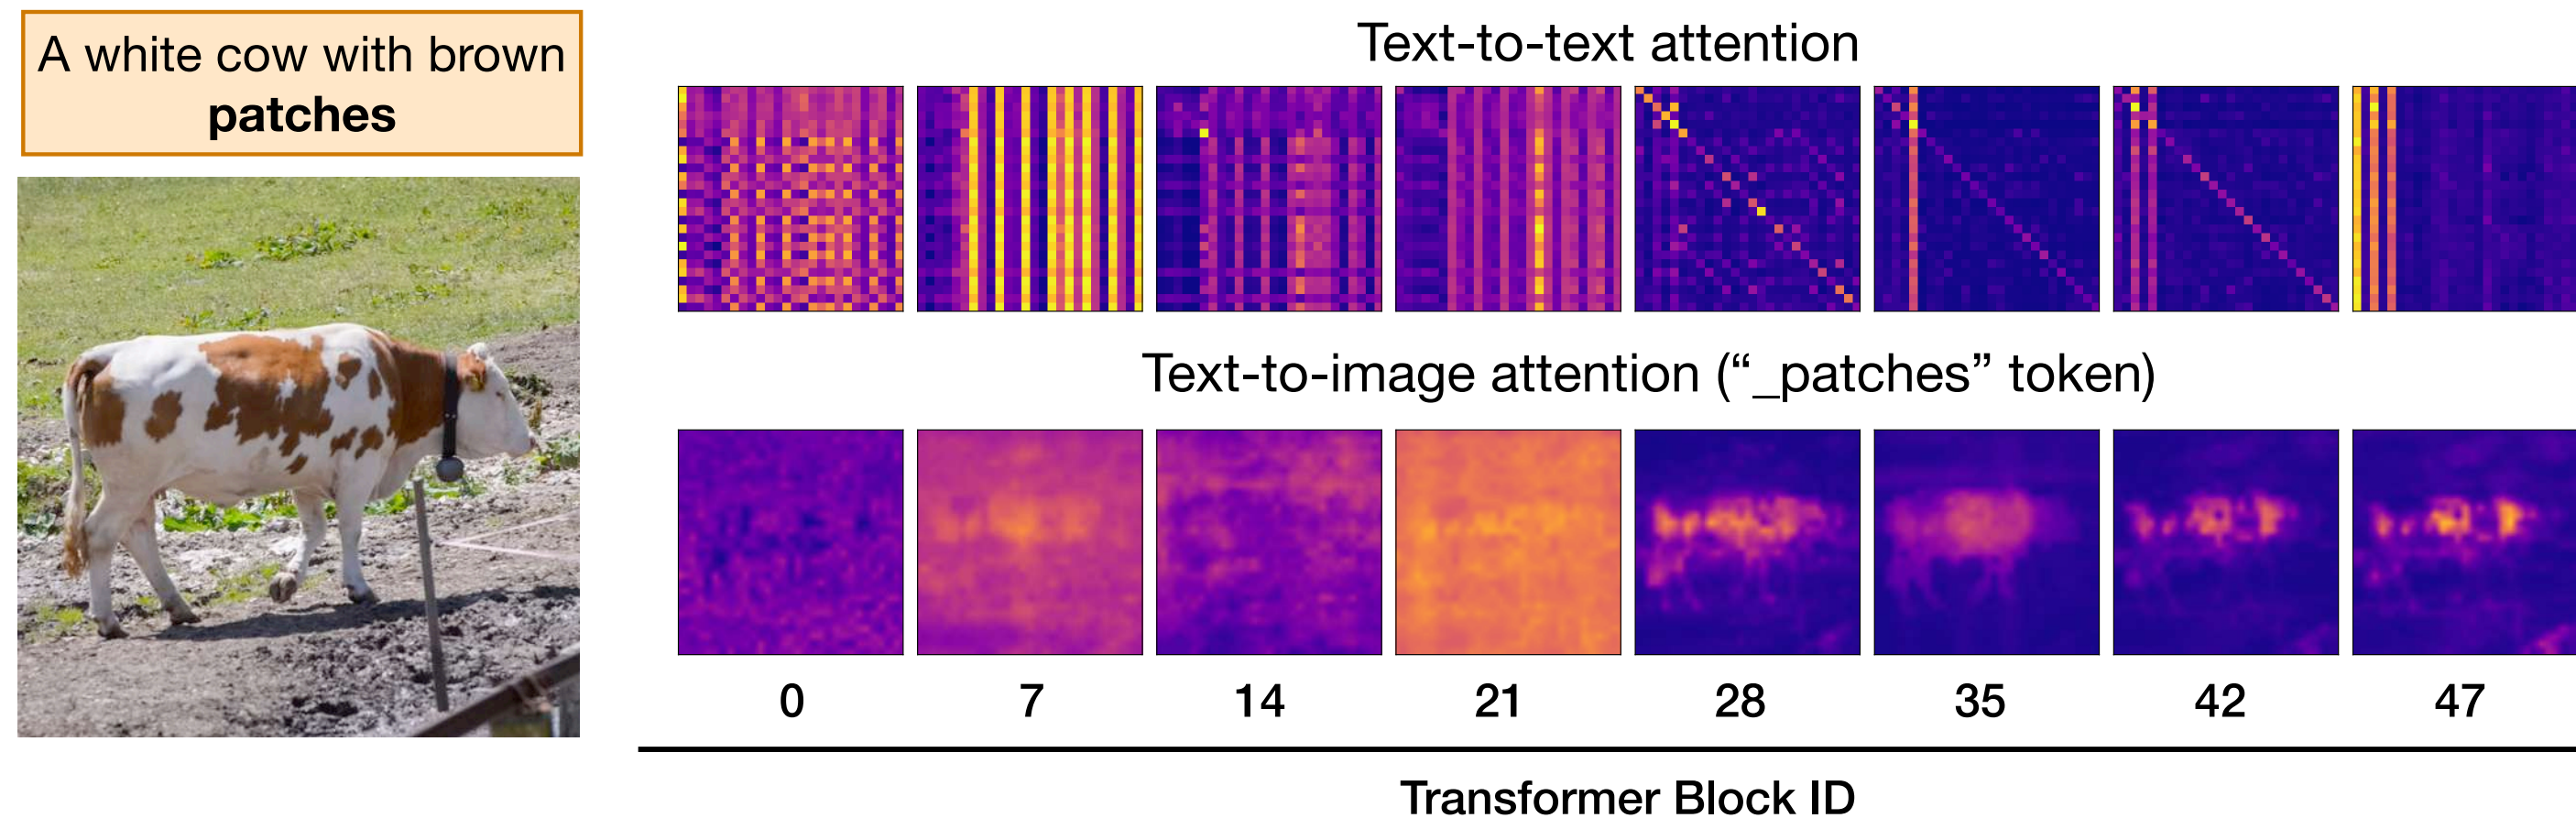 A white cow with brown
patches
Text-to-text attention
Text-to-image attention (“_patches” token)
0 7 14 21 28 35 42 47
Transformer Block ID